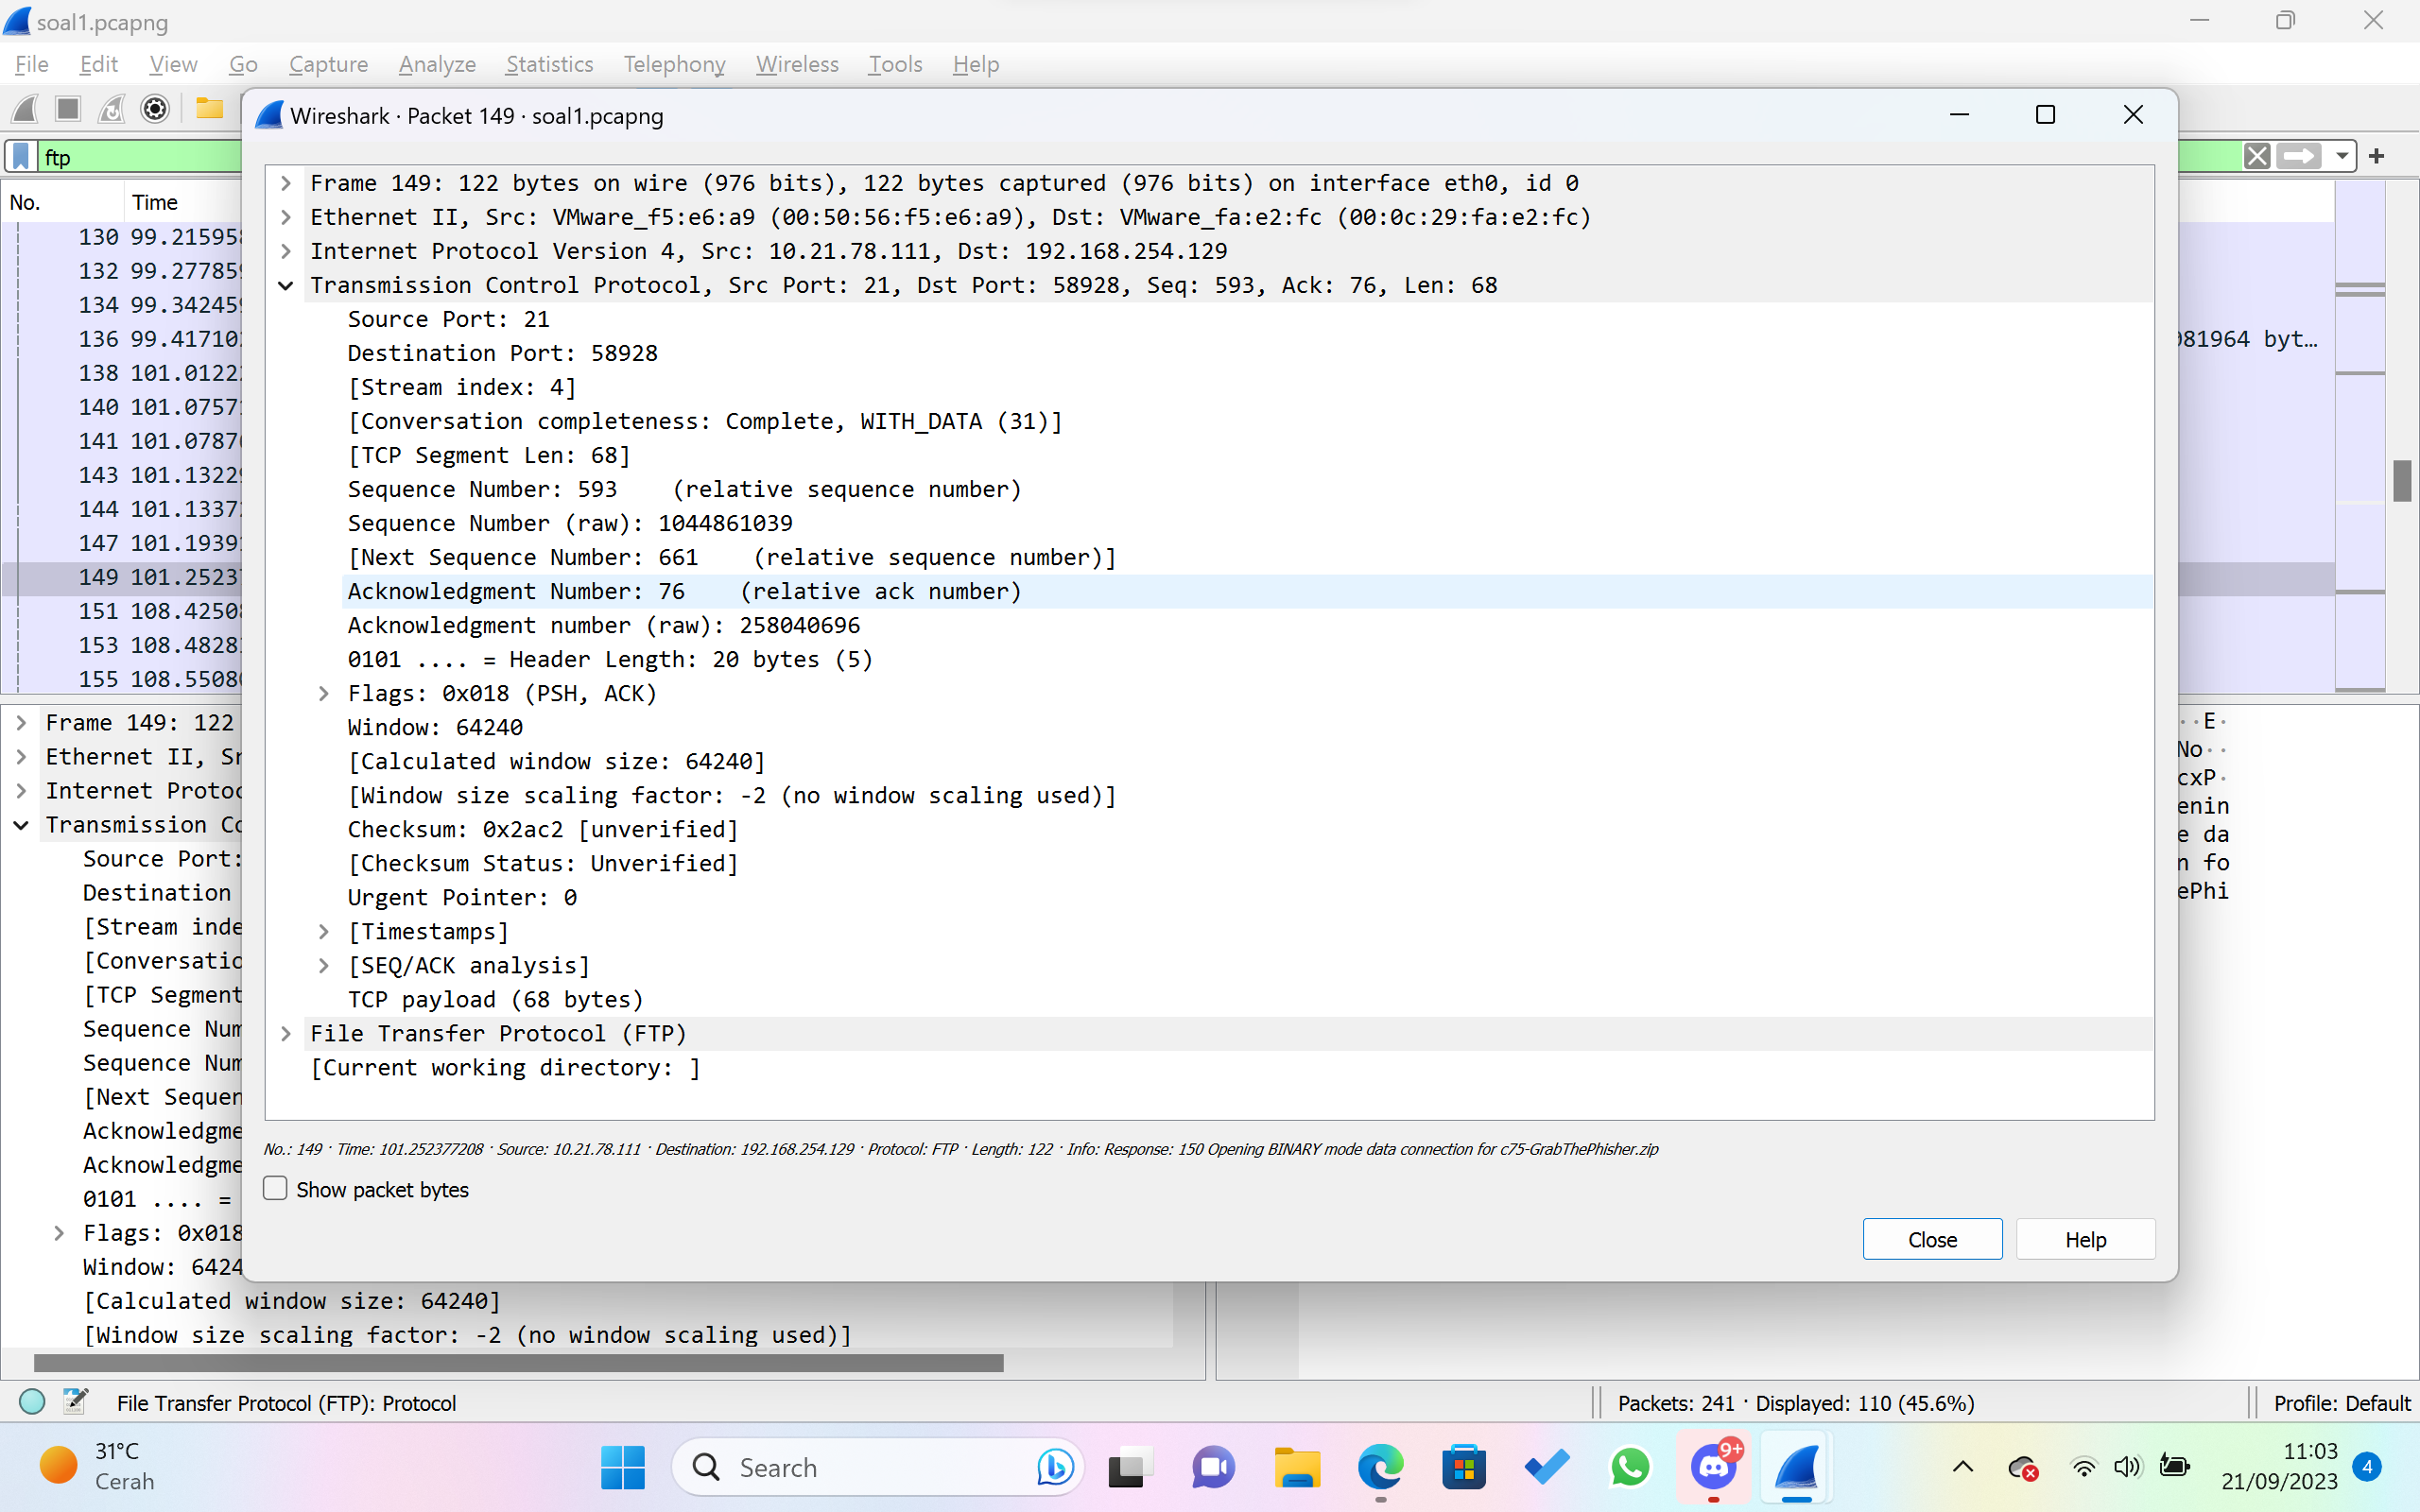 soal1.pcapng
File Edit View Go Capture Analyze Statistics Telephony Wireless Tools Help
Wireshark · Packet 149 · soal1.pcapng
ftp
No. Time
130 99.21595
132 99.27785
134 99.34245
136 99.41710
081964 byt…
138 101.0122
140 101.0757
141 101.0787
143 101.1322
144 101.1337
147 101.1939
149 101.2523
151 108.4250
153 108.4828
155 108.5508
Frame 149: 122 bytes on wire (976 bits), 122 bytes captured (976 bits) on interface eth0, id 0
Ethernet II, Src: VMware_f5:e6:a9 (00:50:56:f5:e6:a9), Dst: VMware_fa:e2:fc (00:0c:29:fa:e2:fc)
Internet Protocol Version 4, Src: 10.21.78.111, Dst: 192.168.254.129
Transmission Control Protocol, Src Port: 21, Dst Port: 58928, Seq: 593, Ack: 76, Len: 68
Source Port: 21
Destination Port: 58928
[Stream index: 4]
[Conversation completeness: Complete, WITH_DATA (31)]
[TCP Segment Len: 68]
Sequence Number: 593 (relative sequence number)
Sequence Number (raw): 1044861039
[Next Sequence Number: 661 (relative sequence number)]
Acknowledgment Number: 76 (relative ack number)
Acknowledgment number (raw): 258040696
0101 .... = Header Length: 20 bytes (5)
Flags: 0x018 (PSH, ACK)
Window: 64240
[Calculated window size: 64240]
[Window size scaling factor: -2 (no window scaling used)]
Checksum: 0x2ac2 [unverified]
[Checksum Status: Unverified]
Urgent Pointer: 0
[Timestamps]
[SEQ/ACK analysis]
TCP payload (68 bytes)
File Transfer Protocol (FTP)
[Current working directory: ]
No.: 149 · Time: 101.252377208 · Source: 10.21.78.111 · Destination: 192.168.254.129 · Protocol: FTP · Length: 122 · Info: Response: 150 Opening BINARY mode data connection for c75-GrabThePhisher.zip
Show packet bytes
Close Help
Frame 149: 122
Ethernet II, Sr
Internet Protoc
Transmission Co
Source Port:
Destination
[Stream inde
[Conversatio
[TCP Segment
Sequence Num
Sequence Num
[Next Sequen
Acknowledgme
Acknowledgme
0101 .... =
Flags: 0x018
Window: 6424
[Calculated window size: 64240]
[Window size scaling factor: -2 (no window scaling used)]
··E·
No··
cxP·
enin
e da
n fo
ePhi
File Transfer Protocol (FTP): Protocol
Packets: 241 · Displayed: 110 (45.6%)
Profile: Default
31°C
Cerah
Search
9+
11:03
21/09/2023
4